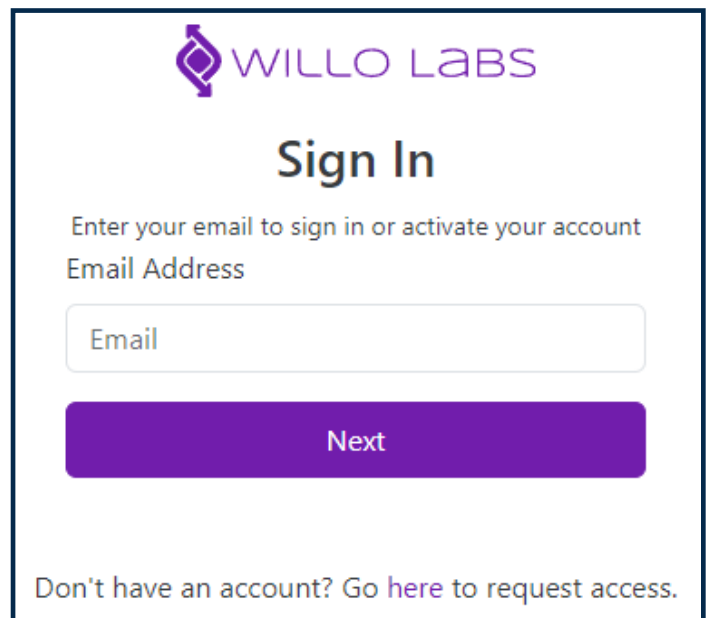 WILLO LaBS
Sign In
Enter your email to sign in or activate your account
Email Address
Email
Next
Don't have an account? Go here to request access.